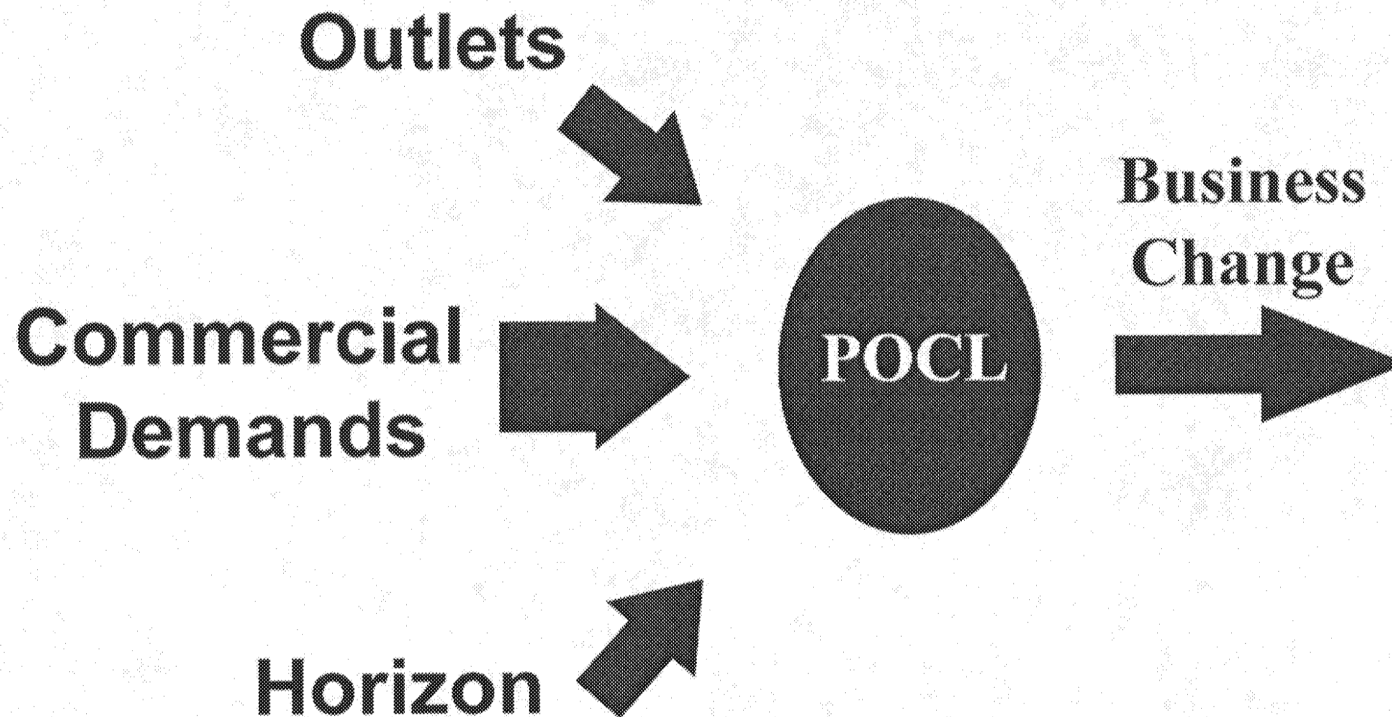 Outlets
Business
Change
Commercial
Demands
POCL
Horizon